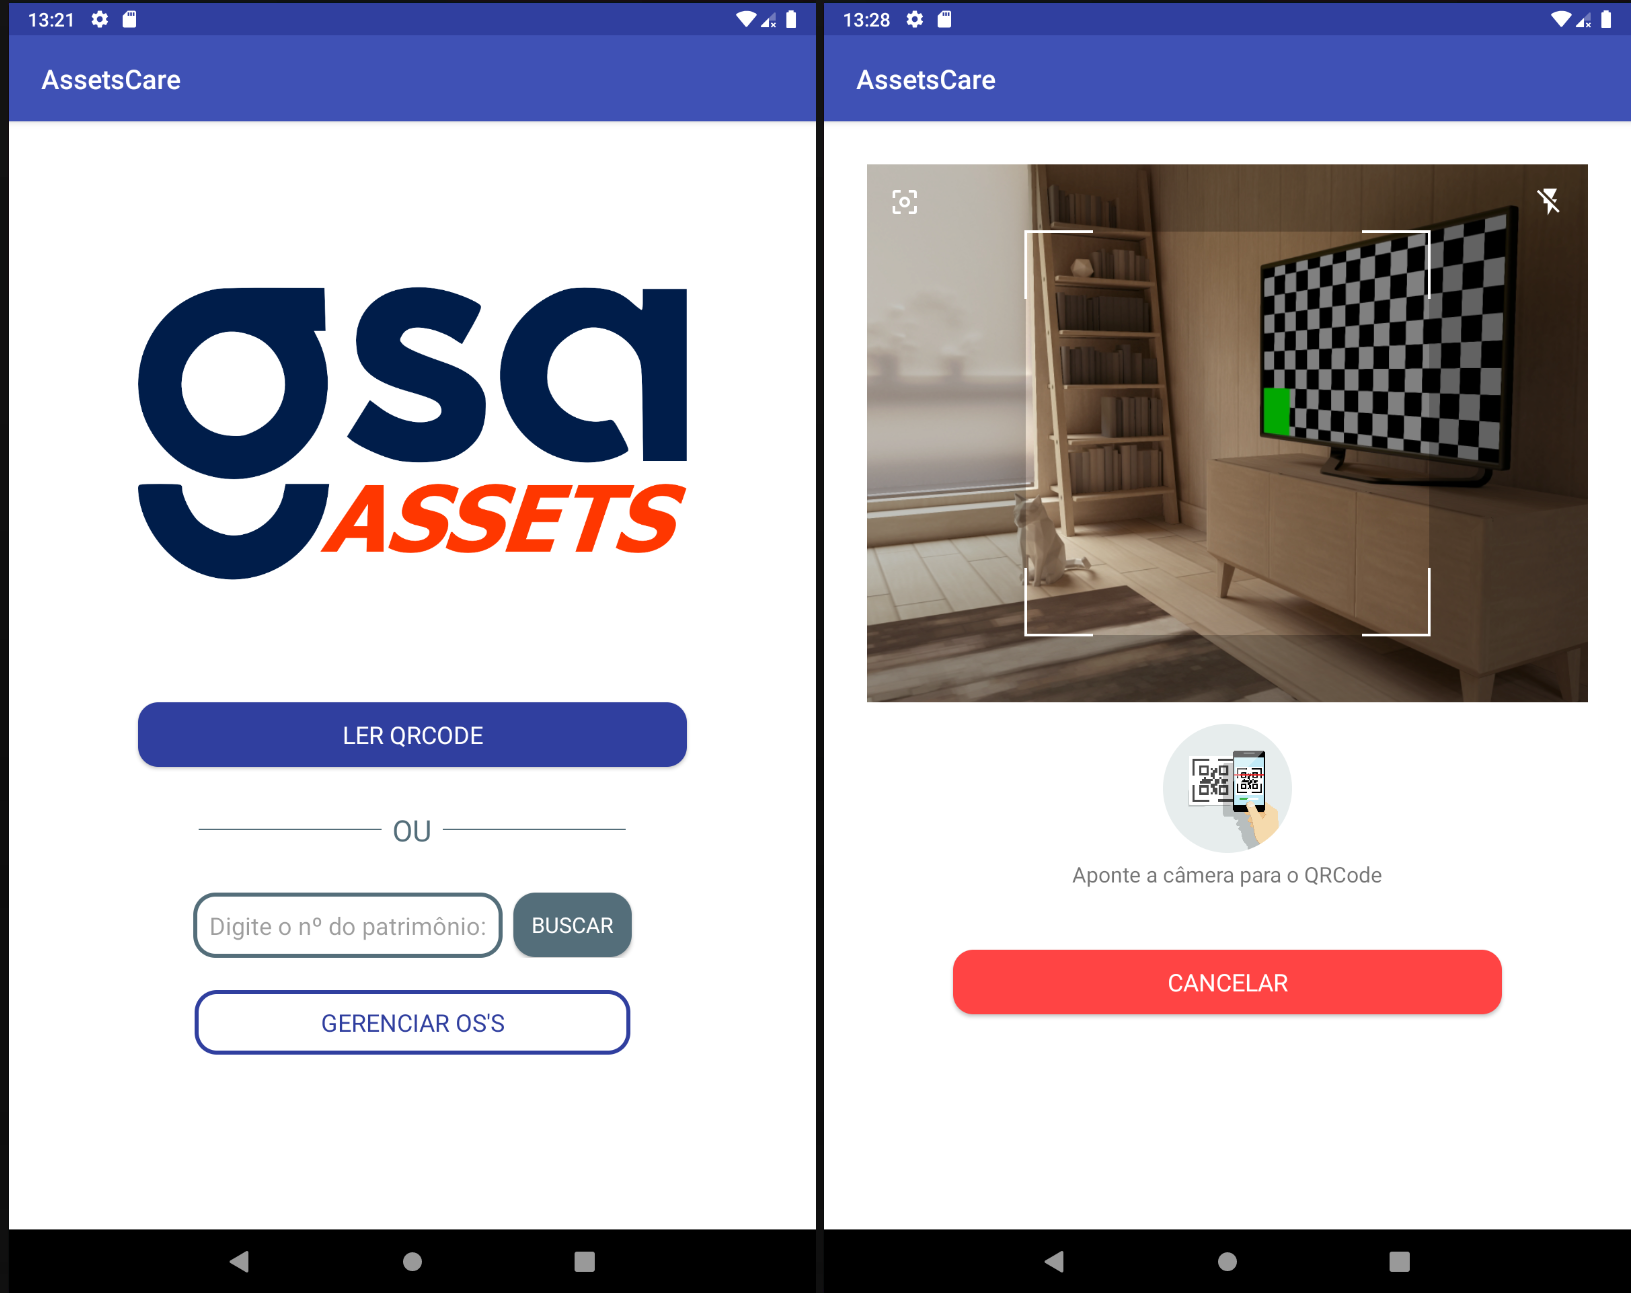 13:21
AssetsCare
gsa
ASSETS
LER QRCODE
OU
Digite o nº do patrimônio:
BUSCAR
GERENCIAR OS'S
13:28
AssetsCare
Aponte a câmera para o QRCode
CANCELAR